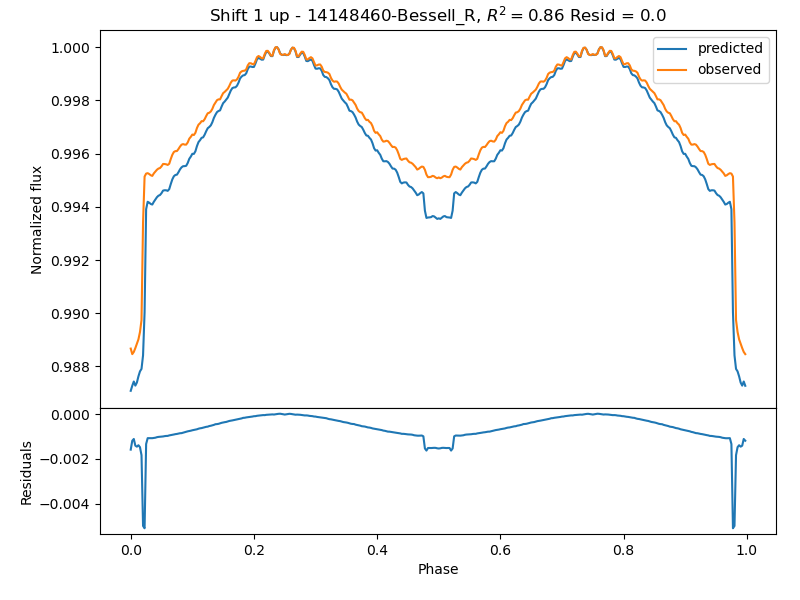 Shift 1 up - 14148460-Bessell_R, R² = 0.86 Resid = 0.0
predicted
observed
Normalized flux
1.000
0.998
0.996
0.994
0.992
0.990
0.988
Residuals
0.000
−0.002
−0.004
0.0 0.2 0.4 0.6 0.8 1.0
Phase